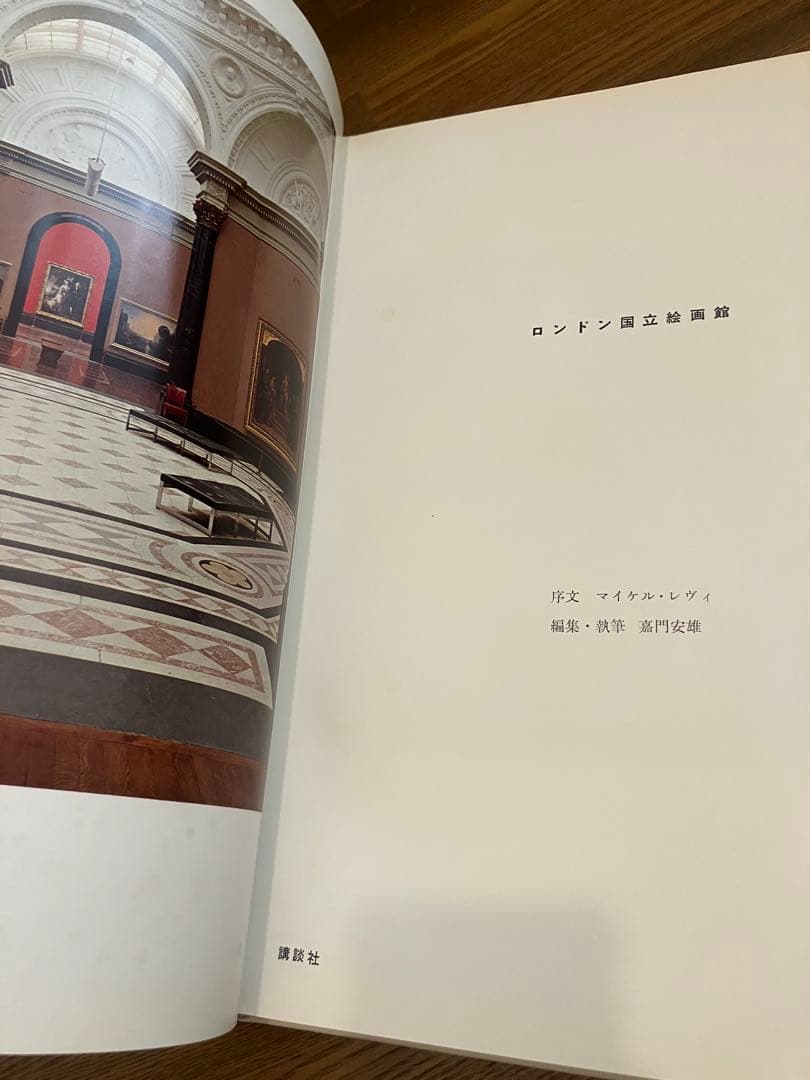 ロンドン国立絵画館
序文　マイケル・レヴィ
編集・執筆　嘉門安雄
講談社